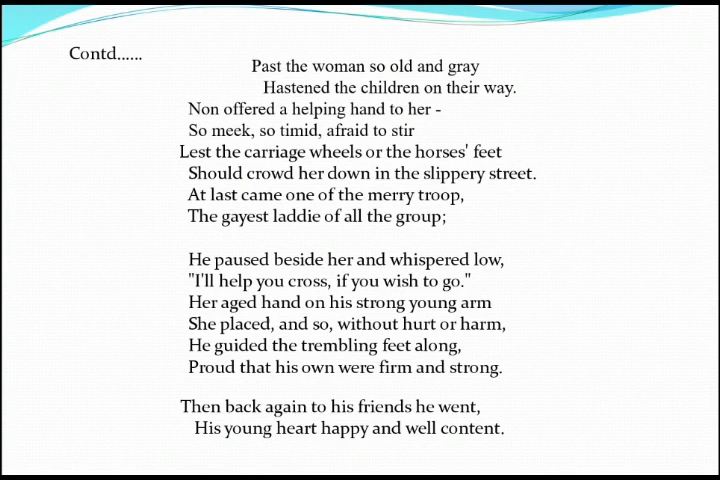 Contd......
Past the woman so old and gray
Hastened the children on their way.
Non offered a helping hand to her -
So meek, so timid, afraid to stir
Lest the carriage wheels or the horses' feet
Should crowd her down in the slippery street.
At last came one of the merry troop,
The gayest laddie of all the group;
He paused beside her and whispered low,
"I'll help you cross, if you wish to go."
Her aged hand on his strong young arm
She placed, and so, without hurt or harm,
He guided the trembling feet along,
Proud that his own were firm and strong.
Then back again to his friends he went,
His young heart happy and well content.